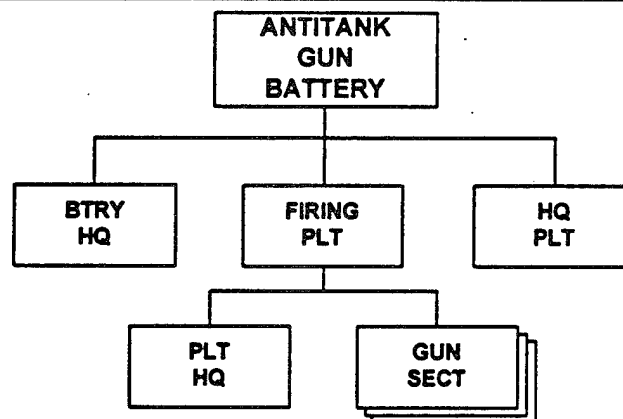 ANTITANK
GUN
BATTERY
BTRY
HQ
FIRING
PLT
HQ
PLT
PLT
HQ
GUN
SECT